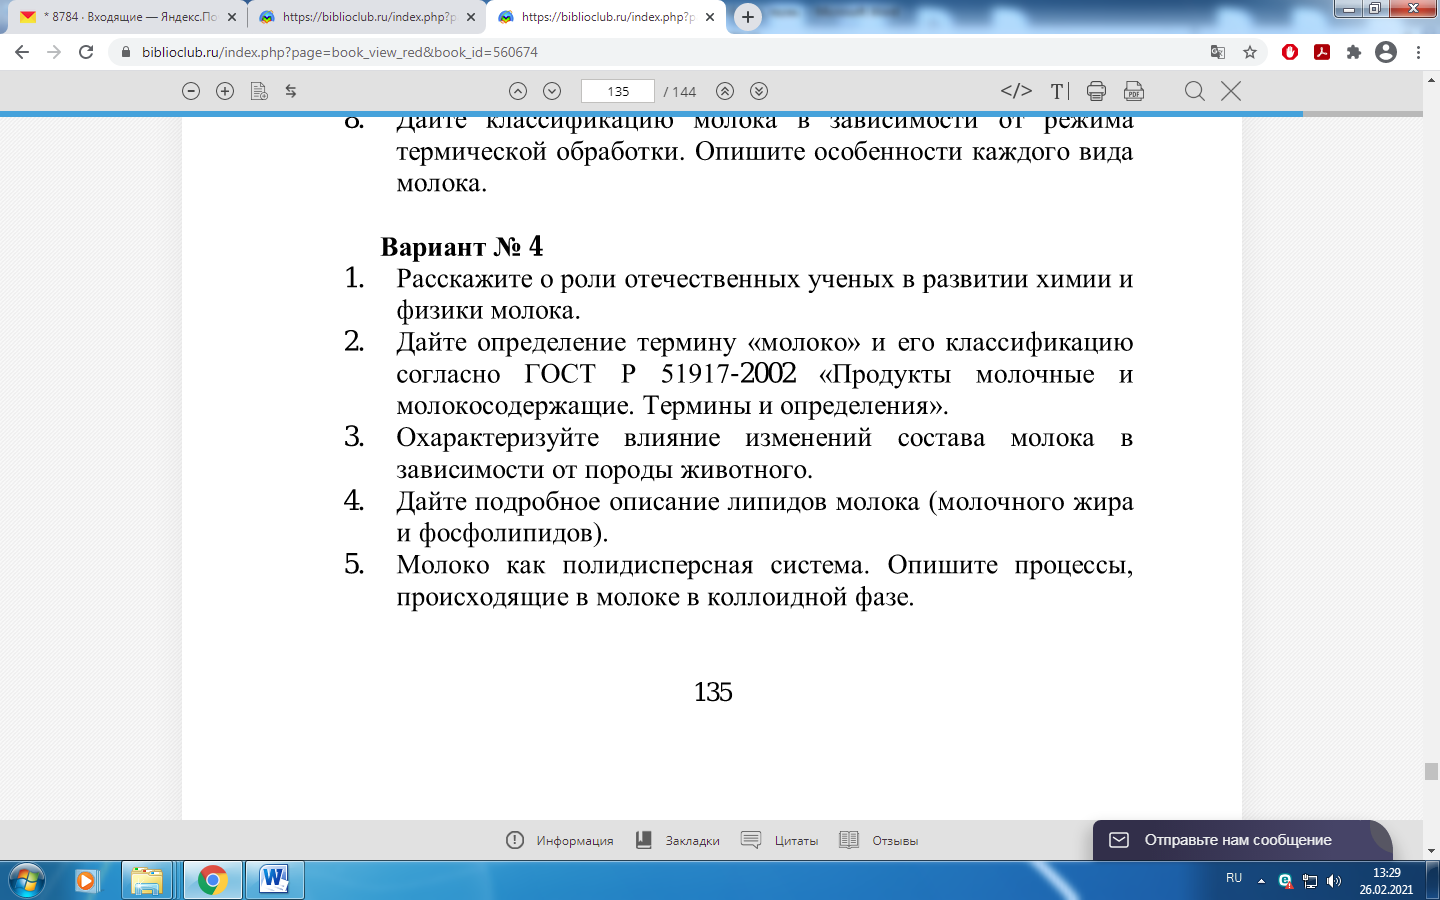 * 8784 · Входящие — Яндекс.По
https://biblioclub.ru/index.php?p
https://biblioclub.ru/index.php?p
biblioclub.ru/index.php?page=book_view_red&book_id=560674
135 / 144
8. Дайте классификацию молока в зависимости от режима
термической обработки. Опишите особенности каждого вида
молока.
Вариант № 4
1. Расскажите о роли отечественных ученых в развитии химии и
физики молока.
2. Дайте определение термину «молоко» и его классификацию
согласно ГОСТ Р 51917-2002 «Продукты молочные и
молокосодержащие. Термины и определения».
3. Охарактеризуйте влияние изменений состава молока в
зависимости от породы животного.
4. Дайте подробное описание липидов молока (молочного жира
и фосфолипидов).
5. Молоко как полидисперсная система. Опишите процессы,
происходящие в молоке в коллоидной фазе.
135
Информация Закладки Цитаты Отзывы
Отправьте нам сообщение
RU
13:29
26.02.2021